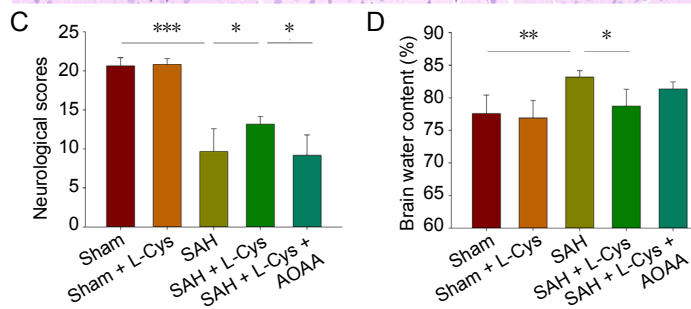 C
***
*
*
25
20
15
10
5
0
Neurological scores
Sham
Sham + L-Cys
SAH
SAH + L-Cys
SAH + L-Cys +
AOAA
D
**
*
90
85
80
75
70
65
60
Brain water content (%)
Sham
Sham + L-Cys
SAH
SAH + L-Cys
SAH + L-Cys +
AOAA